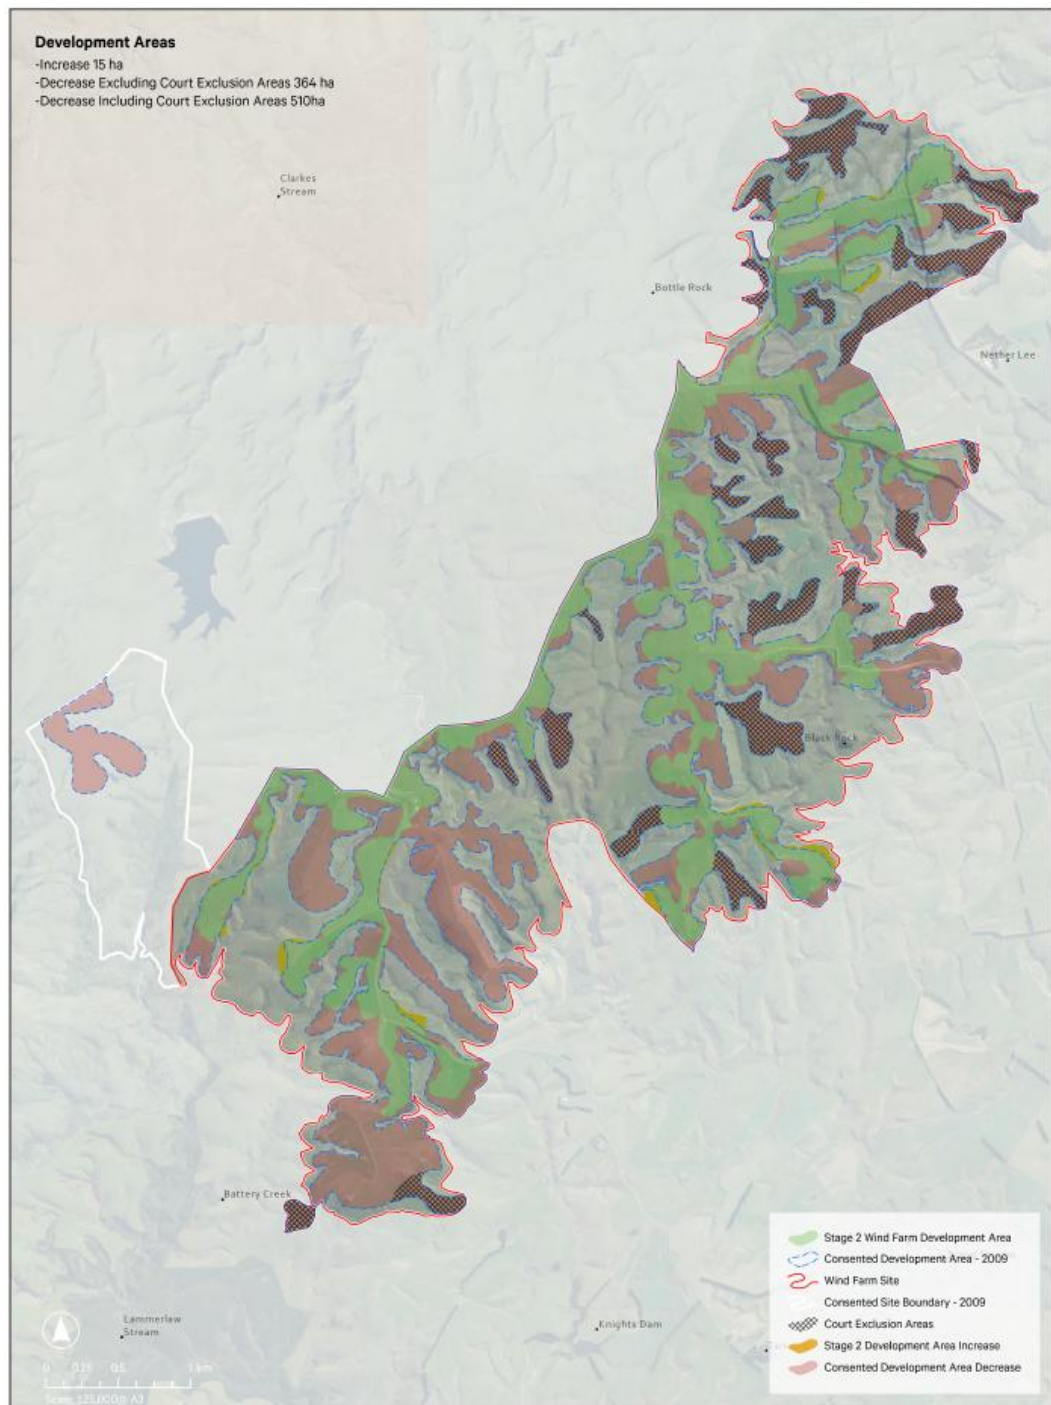 Development Areas
-Increase 15 ha
-Decrease Excluding Court Exclusion Areas 364 ha
-Decrease Including Court Exclusion Areas 510ha
Clarkes
Stream
Bottle Rock
Nether Lee
Black Rock
Battery Creek
Lammerlaw
Stream
Knights Dam
Stage 2 Wind Farm Development Area
Consented Development Area - 2009
Wind Farm Site
Consented Site Boundary - 2009
Court Exclusion Areas
Stage 2 Development Area Increase
Consented Development Area Decrease
0 0.5 1 km
Scale